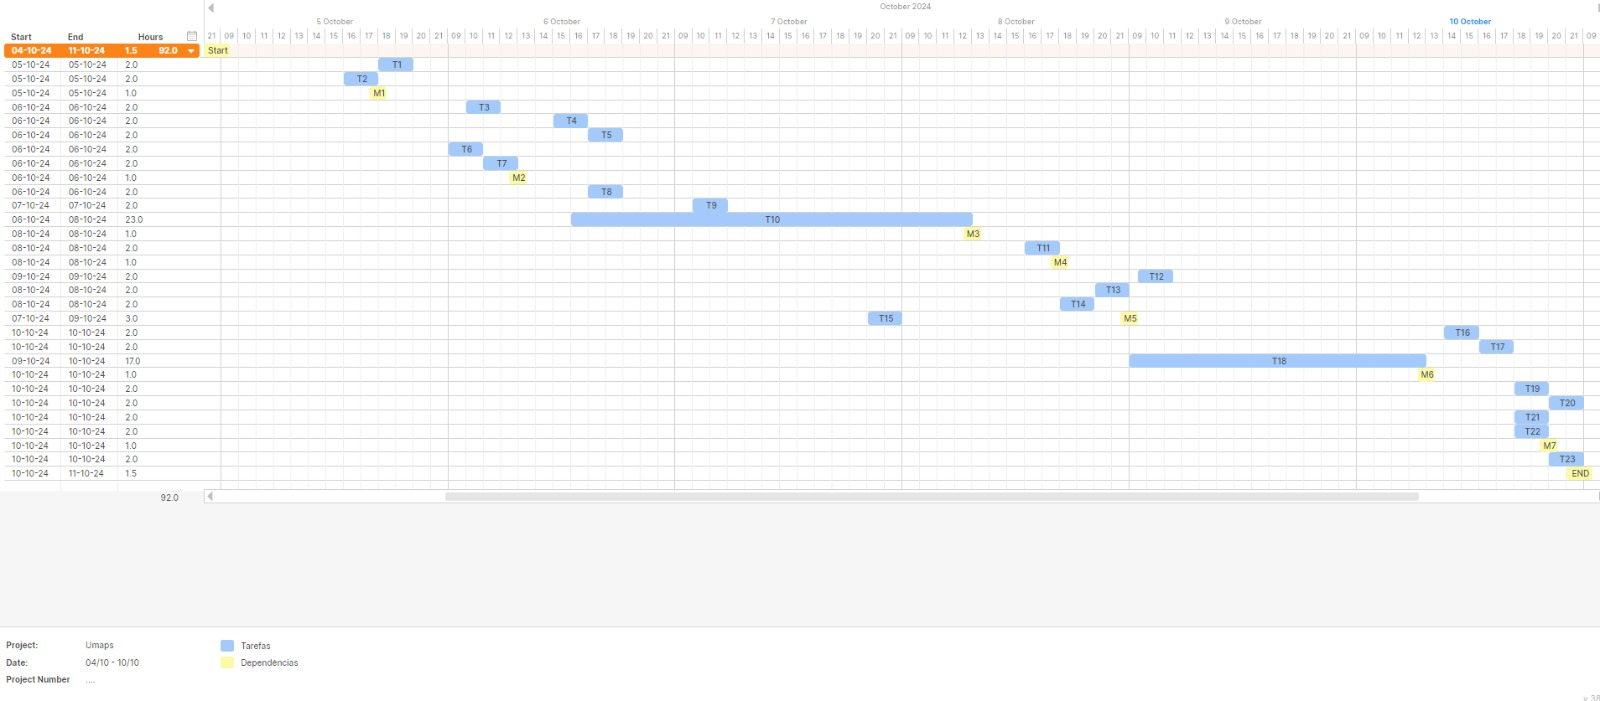 October 2024
5 October 6 October 7 October 8 October 9 October 10 October
Start End Hours 21 09 10 11 12 13 14 15 16 17 18 19 20 21 09 10 11 12 13 14 15 16 17 18 19 20 21 09 10 11 12 13 14 15 16 17 18 19 20 21 09 10 11 12 13 14 15 16 17 18 19 20 21 09 10 11 12 13 14 15 16 17 18 19 20 21 09 10 11 12 13 14 15 16 17 18 19 20 21 09
04-10-24 11-10-24 1.5 92.0 Start
05-10-24 05-10-24 2.0 T1
05-10-24 05-10-24 2.0 T2
05-10-24 05-10-24 1.0 M1
06-10-24 06-10-24 2.0 T3
06-10-24 06-10-24 2.0 T4
06-10-24 06-10-24 2.0 T5
06-10-24 06-10-24 2.0 T6
06-10-24 06-10-24 2.0 T7
06-10-24 06-10-24 1.0 M2
06-10-24 06-10-24 2.0 T8
07-10-24 07-10-24 2.0 T9
06-10-24 08-10-24 23.0 T10
08-10-24 08-10-24 1.0 M3
08-10-24 08-10-24 2.0 T11
08-10-24 08-10-24 1.0 M4
09-10-24 09-10-24 2.0 T12
08-10-24 08-10-24 2.0 T13
08-10-24 08-10-24 2.0 T14
07-10-24 09-10-24 3.0 T15 M5
10-10-24 10-10-24 2.0 T16
10-10-24 10-10-24 2.0 T17
09-10-24 10-10-24 17.0 T18
10-10-24 10-10-24 1.0 M6
10-10-24 10-10-24 2.0 T19
10-10-24 10-10-24 2.0 T20
10-10-24 10-10-24 2.0 T21
10-10-24 10-10-24 2.0 T22
10-10-24 10-10-24 1.0 M7
10-10-24 10-10-24 2.0 T23
10-10-24 11-10-24 1.5 END
92.0
Project: Umaps Tarefas
Date: 04/10 - 10/10 Dependências
Project Number ....